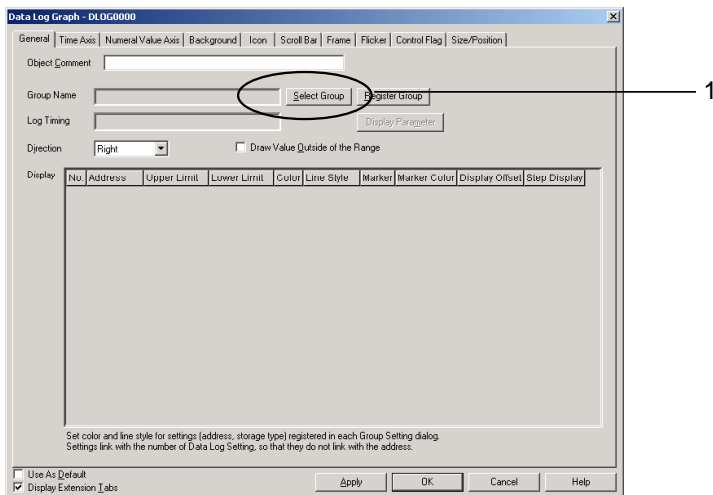 Data Log Graph - DLOG0000
General Time Axis Numeral Value Axis Background Icon Scroll Bar Frame Flicker Control Flag Size/Position
Object Comment
Group Name Select Group Register Group 1
Log Timing Display Parameter
Direction Right Draw Value Outside of the Range
Display No. Address Upper Limit Lower Limit Color Line Style Marker Marker Color Display Offset Step Display
Set color and line style for settings (address, storage type) registered in each Group Setting dialog.
Settings link with the number of Data Log Setting, so that they do not link with the address.
Use As Default
Display Extension Tabs Apply OK Cancel Help